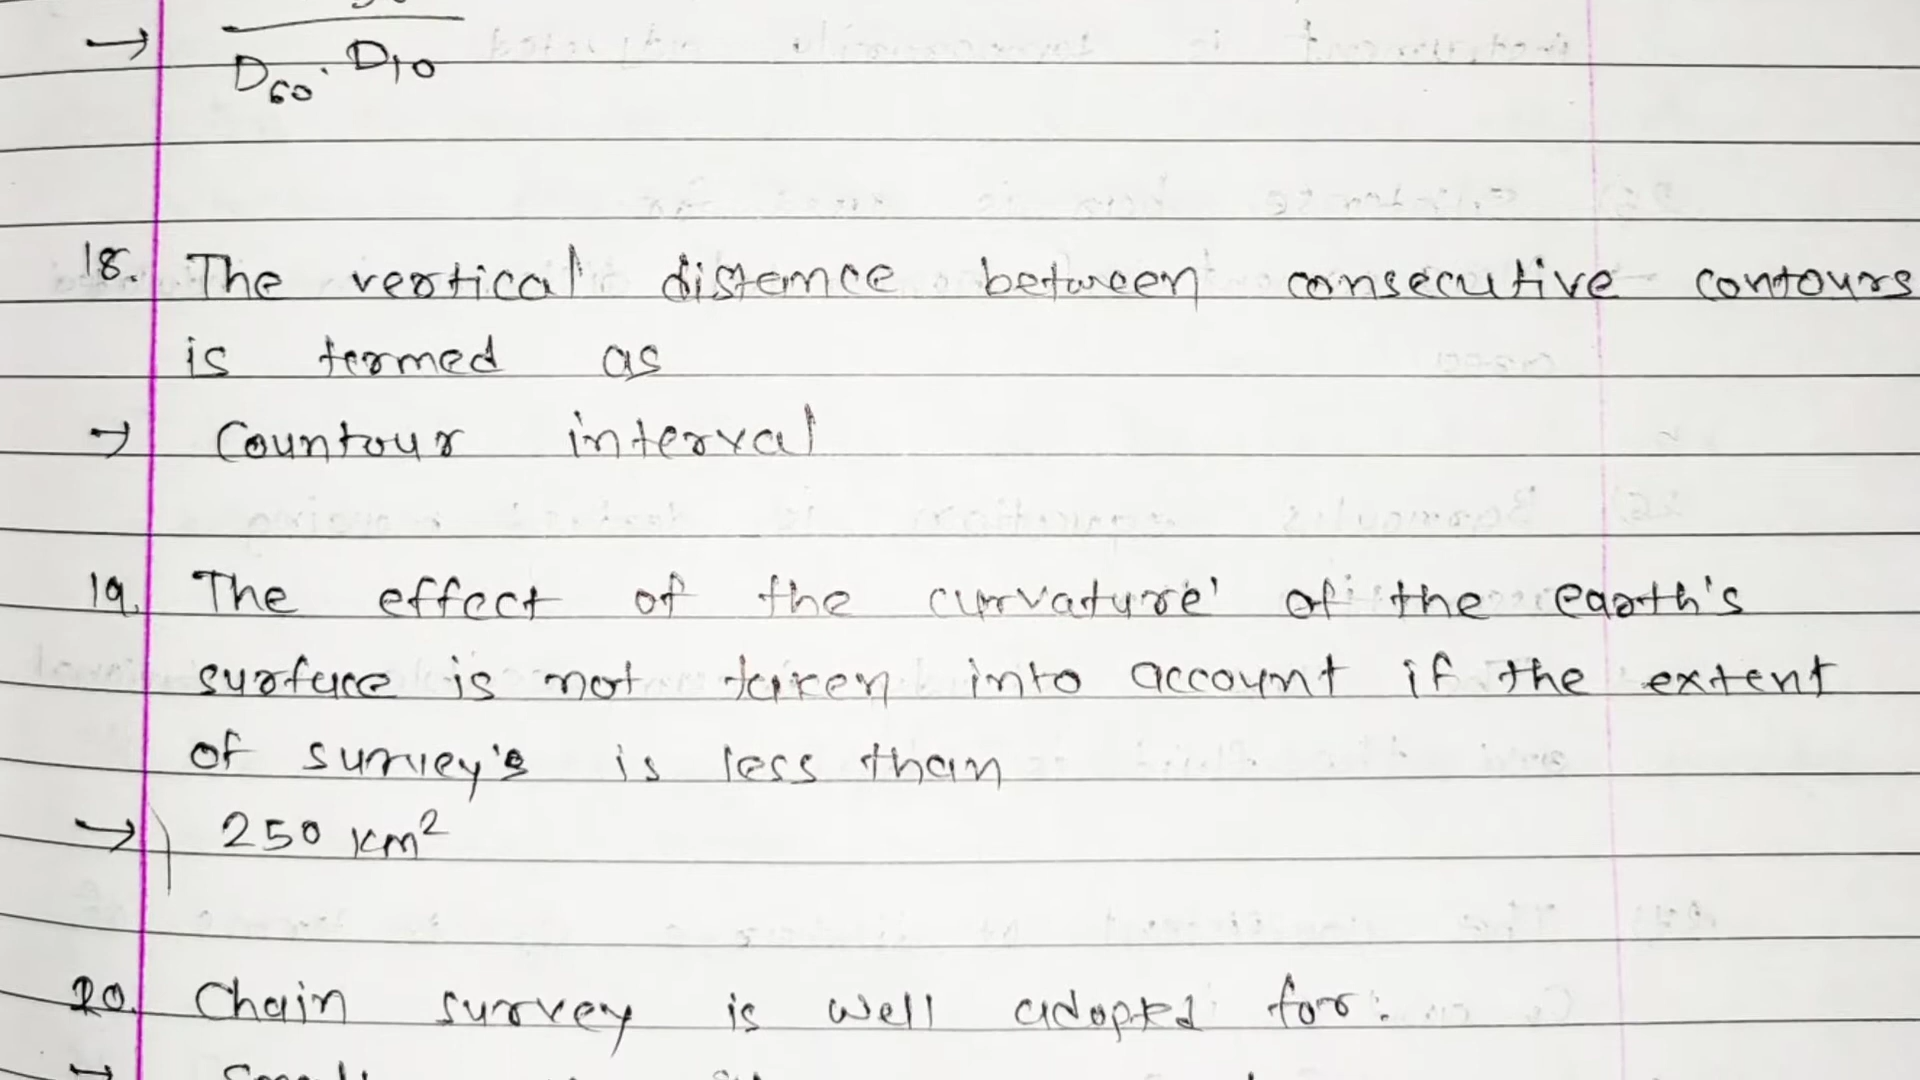 → D60. D10
18. The vertical distance between consecutive contours
is termed as
→ Countour interval
19. The effect of the curvature' of the earth's
surface is not taken into account if the extent
of survey's is less than
→ 250 km²
20. Chain survey is well adopted for:
→